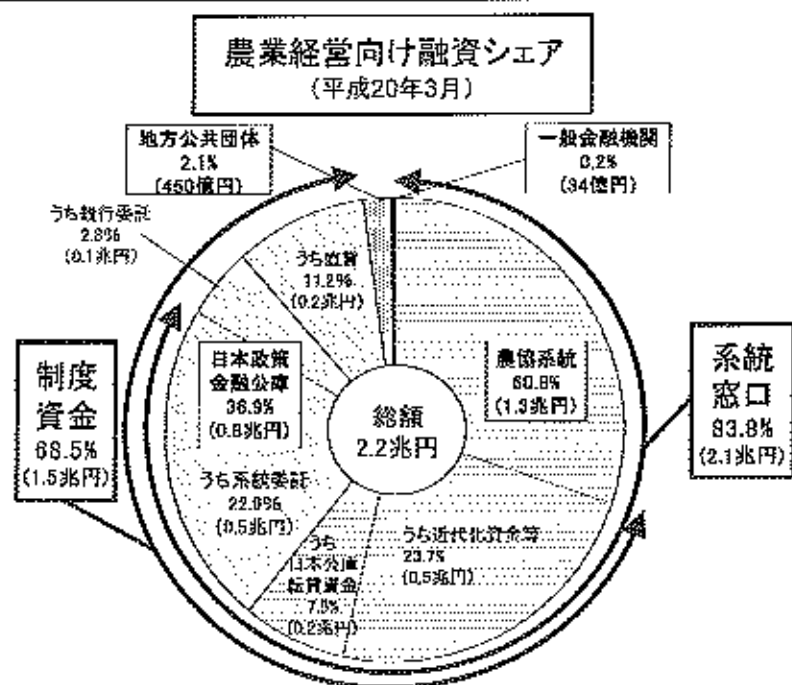 農業経営向け融資シェア
(平成20年3月)
地方公共団体
2.1%
(450億円)
一般金融機関
0.2%
(34億円)
うち銀行委託
2.8%
(0.1兆円)
うち直貸
11.2%
(0.2兆円)
制度
資金
68.5%
(1.5兆円)
日本政策
金融公庫
36.9%
(0.8兆円)
総額
2.2兆円
農協系統
60.8%
(1.3兆円)
系統
窓口
83.8%
(2.1兆円)
うち系統委託
22.9%
(0.5兆円)
うち
日本公庫
転貸資金
(0.2兆円)
うち近代化資金等
23.7%
(0.5兆円)